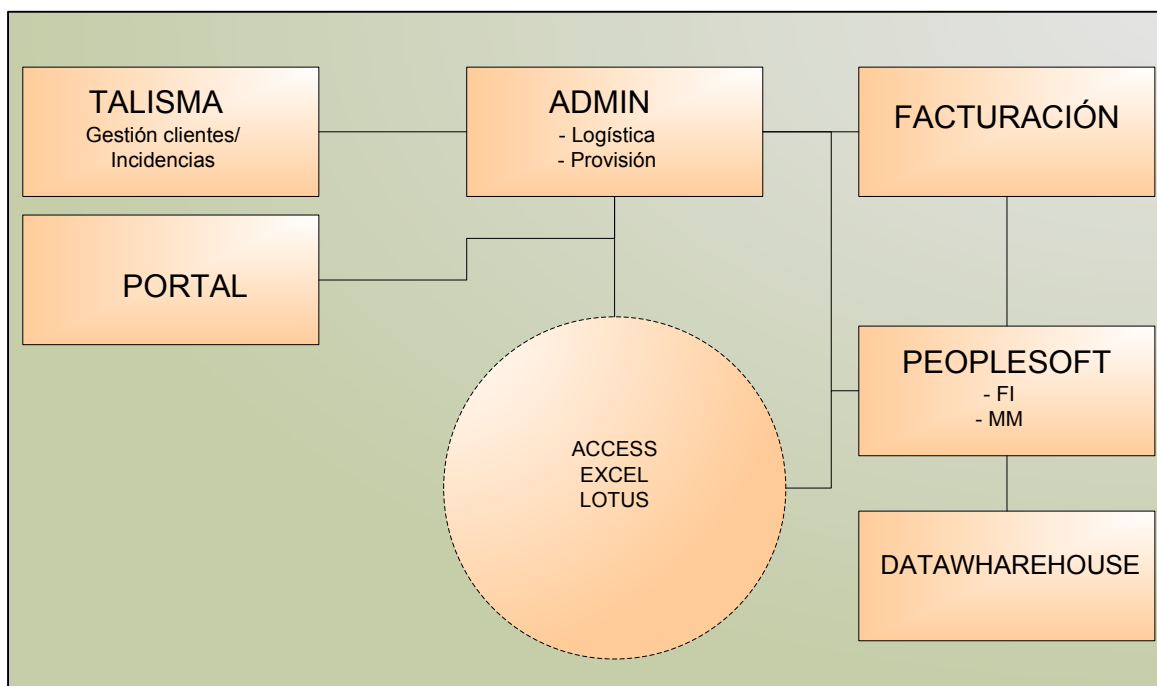 TALISMA
Gestión clientes/
Incidencias
ADMIN
- Logística
- Provisión
FACTURACIÓN
PORTAL
PEOPLESOFT
- FI
- MM
ACCESS
EXCEL
LOTUS
DATAWHAREHOUSE